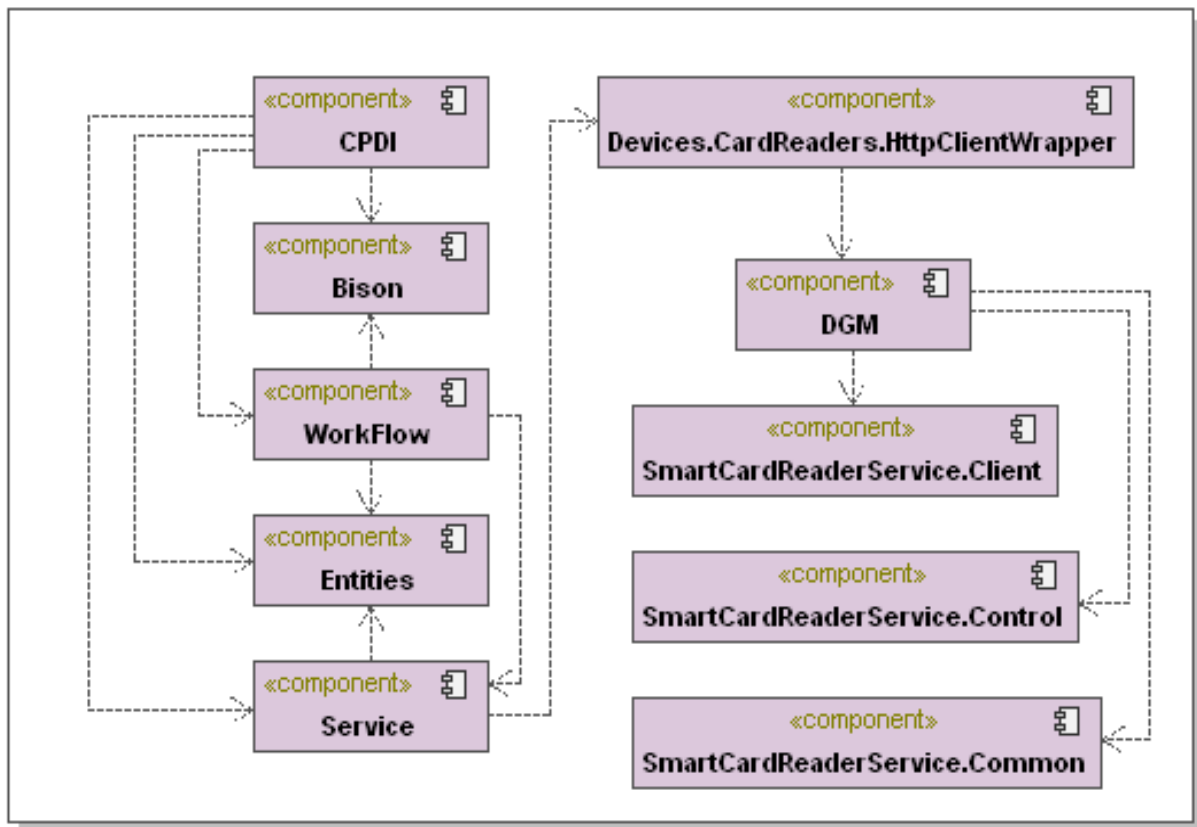 «component»
CPDI
«component»
Bison
«component»
WorkFlow
«component»
Entities
«component»
Service
«component»
Devices.CardReaders.HttpClientWrapper
«component»
DGM
«component»
SmartCardReaderService.Client
«component»
SmartCardReaderService.Control
«component»
SmartCardReaderService.Common